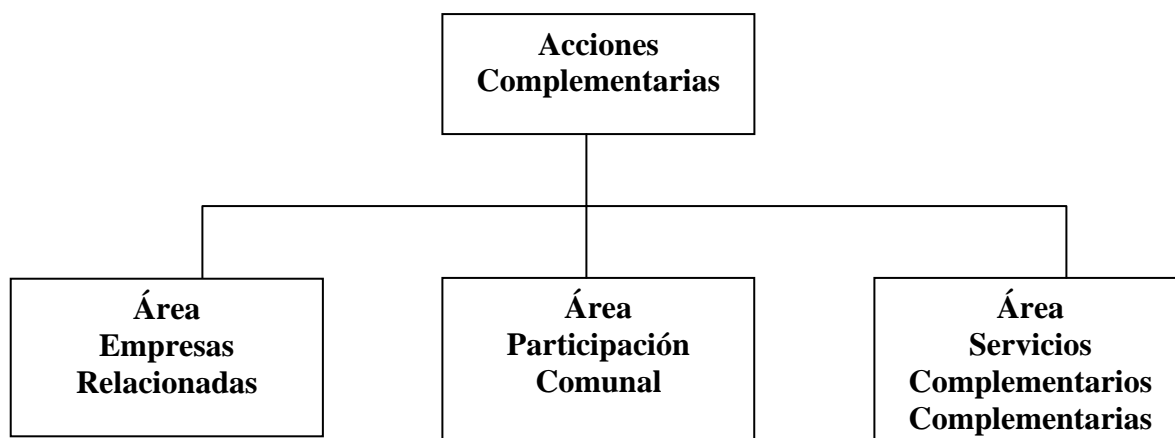 Acciones
Complementarias
Área
Empresas
Relacionadas
Área
Participación
Comunal
Área
Servicios
Complementarios
Complementarias